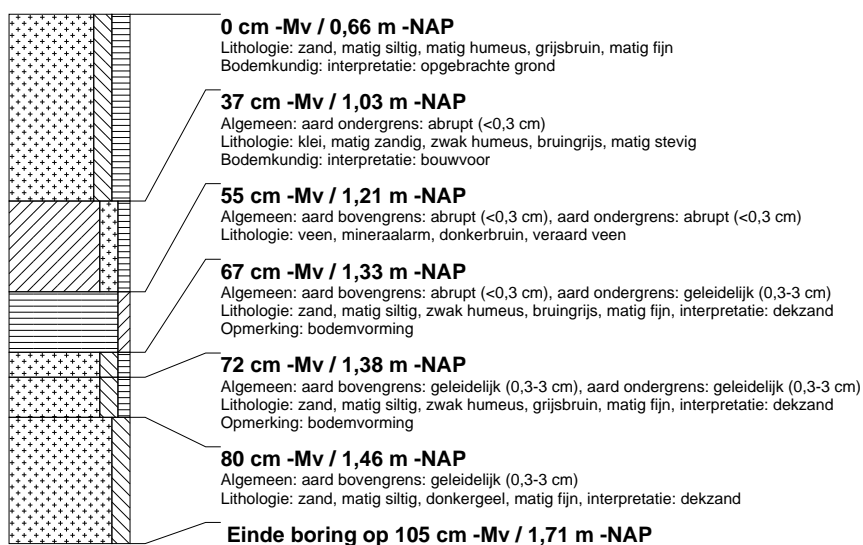 0 cm -Mv / 0,66 m -NAP
Lithologie: zand, matig siltig, matig humeus, grijsbruin, matig fijn
Bodemkundig: interpretatie: opgebrachte grond
37 cm -Mv / 1,03 m -NAP
Algemeen: aard ondergrens: abrupt (<0,3 cm)
Lithologie: klei, matig zandig, zwak humeus, bruingrijs, matig stevig
Bodemkundig: interpretatie: bouwvoor
55 cm -Mv / 1,21 m -NAP
Algemeen: aard bovengrens: abrupt (<0,3 cm), aard ondergrens: abrupt (<0,3 cm)
Lithologie: veen, mineraalarm, donkerbruin, veraard veen
67 cm -Mv / 1,33 m -NAP
Algemeen: aard bovengrens: abrupt (<0,3 cm), aard ondergrens: geleidelijk (0,3-3 cm)
Lithologie: zand, matig siltig, zwak humeus, bruingrijs, matig fijn, interpretatie: dekzand
Opmerking: bodemvorming
72 cm -Mv / 1,38 m -NAP
Algemeen: aard bovengrens: geleidelijk (0,3-3 cm), aard ondergrens: geleidelijk (0,3-3 cm)
Lithologie: zand, matig siltig, zwak humeus, grijsbruin, matig fijn, interpretatie: dekzand
Opmerking: bodemvorming
80 cm -Mv / 1,46 m -NAP
Algemeen: aard bovengrens: geleidelijk (0,3-3 cm)
Lithologie: zand, matig siltig, donkergeel, matig fijn, interpretatie: dekzand
Einde boring op 105 cm -Mv / 1,71 m -NAP